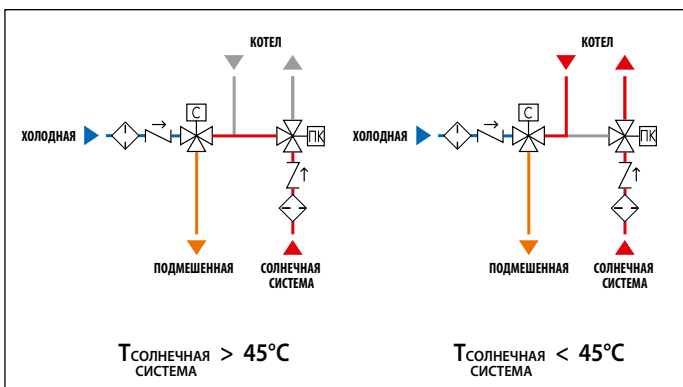 КОТЕЛ
С
ХОЛОДНАЯ
ПК
ПОДМЕШЕННАЯ
СОЛНЕЧНАЯ
СИСТЕМА
TСОЛНЕЧНАЯ > 45°C
СИСТЕМА
КОТЕЛ
С
ХОЛОДНАЯ
ПК
ПОДМЕШЕННАЯ
СОЛНЕЧНАЯ
СИСТЕМА
TСОЛНЕЧНАЯ < 45°C
СИСТЕМА